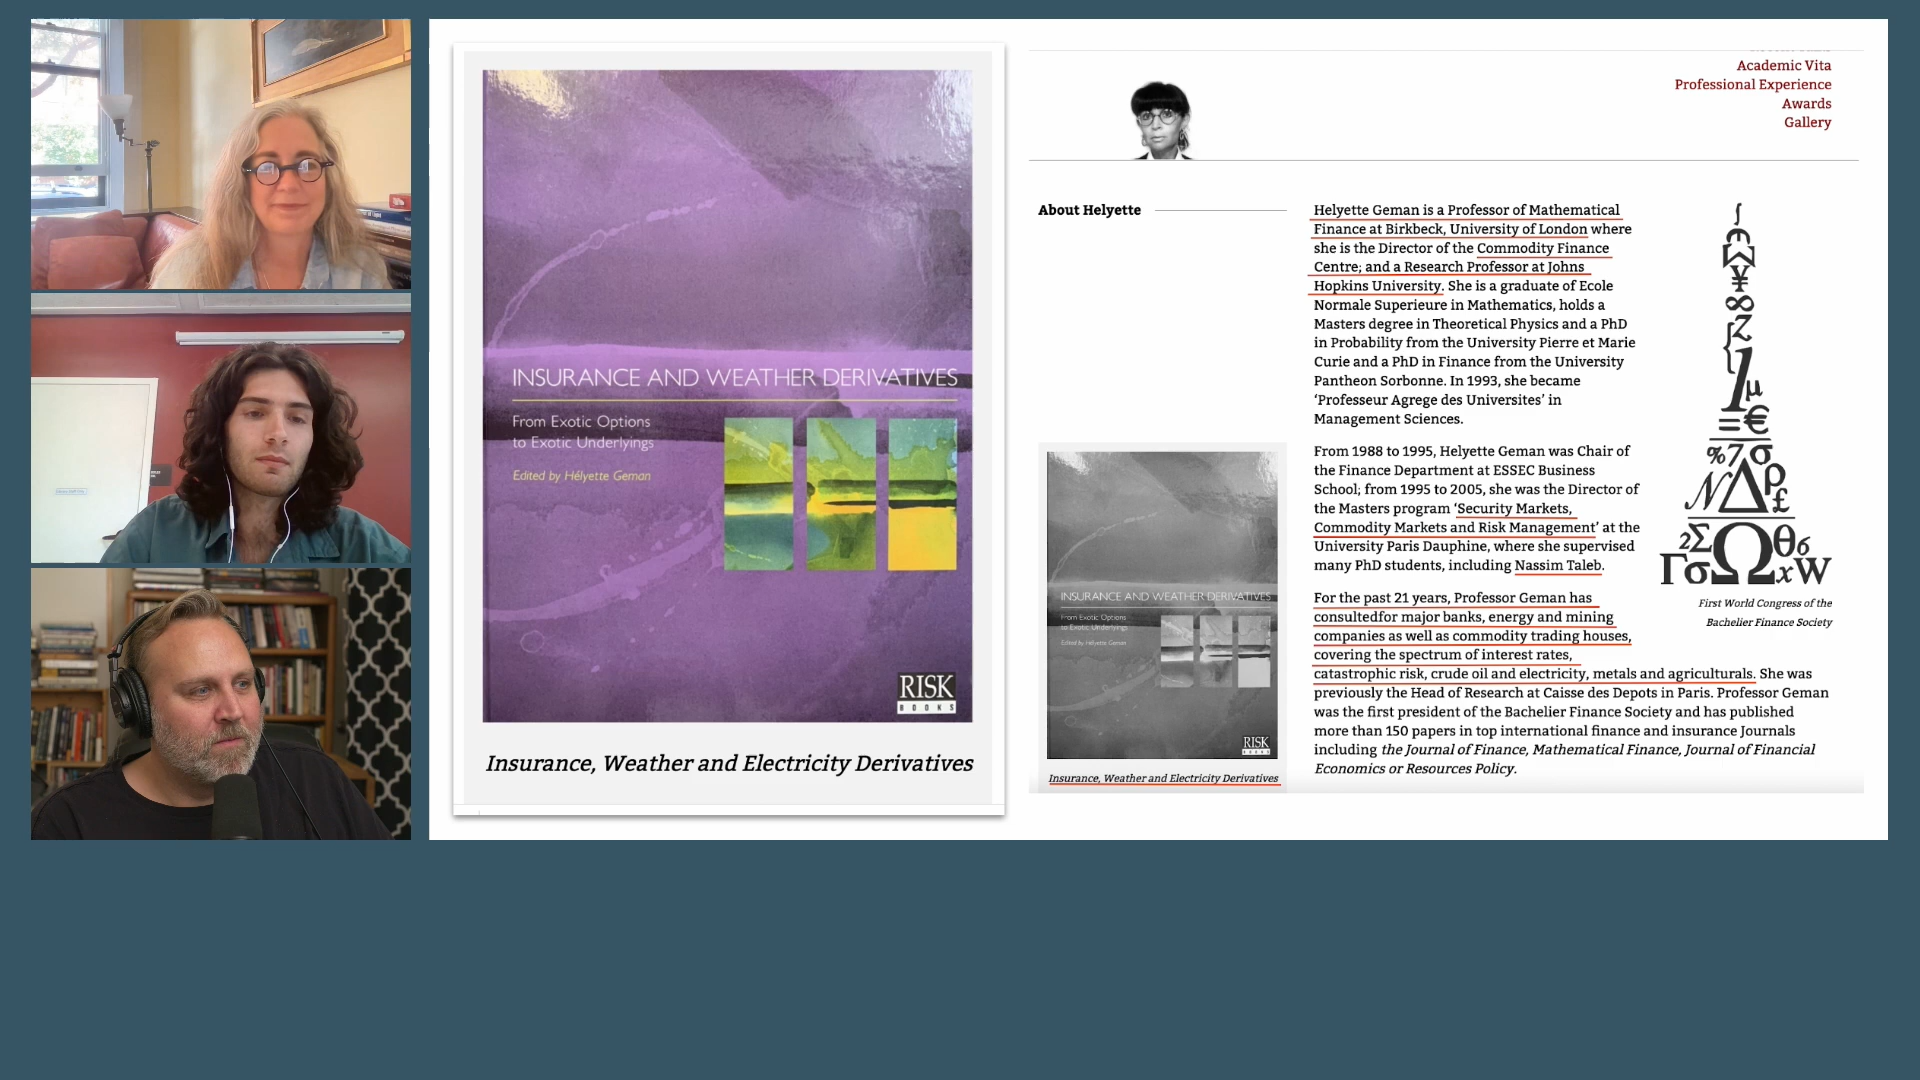 INSURANCE AND WEATHER DERIVATIVES
From Exotic Options
to Exotic Underlyings
Edited by Hélyette Geman
RISK
BOOKS
Insurance, Weather and Electricity Derivatives
Academic Vita
Professional Experience
Awards
Gallery
About Helyette
Helyette Geman is a Professor of Mathematical
Finance at Birkbeck, University of London where
she is the Director of the Commodity Finance
Centre; and a Research Professor at Johns
Hopkins University. She is a graduate of Ecole
Normale Superieure in Mathematics, holds a
Masters degree in Theoretical Physics and a PhD
in Probability from the University Pierre et Marie
Curie and a PhD in Finance from the University
Pantheon Sorbonne. In 1993, she became
‘Professeur Agrege des Universites’ in
Management Sciences.
From 1988 to 1995, Helyette Geman was Chair of
the Finance Department at ESSEC Business
School; from 1995 to 2005, she was the Director of
the Masters program ‘Security Markets,
Commodity Markets and Risk Management’ at the
University Paris Dauphine, where she supervised
many PhD students, including Nassim Taleb.
For the past 21 years, Professor Geman has
consultedfor major banks, energy and mining
companies as well as commodity trading houses,
covering the spectrum of interest rates,
catastrophic risk, crude oil and electricity, metals and agriculturals. She was
previously the Head of Research at Caisse des Depots in Paris. Professor Geman
was the first president of the Bachelier Finance Society and has published
more than 150 papers in top international finance and insurance Journals
including the Journal of Finance, Mathematical Finance, Journal of Financial
Economics or Resources Policy.
INSURANCE AND WEATHER DERIVATIVES
From Exotic Options
to Exotic Underlyings
Edited by Hélyette Geman
RISK
BOOKS
Insurance, Weather and Electricity Derivatives
First World Congress of the
Bachelier Finance Society